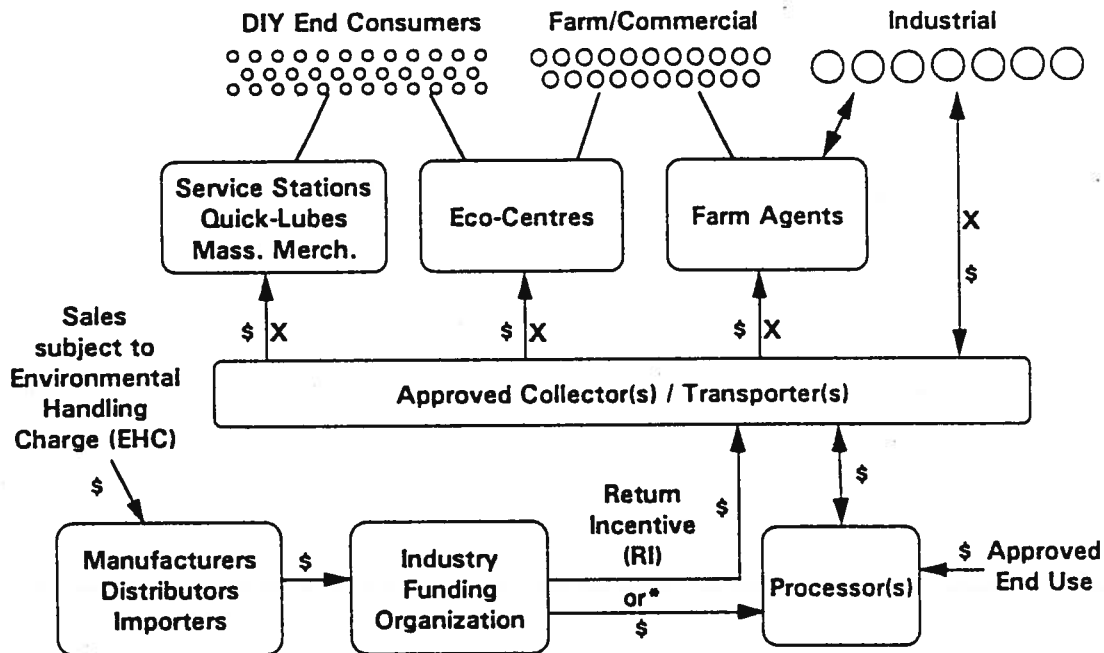 DIY End Consumers
Farm/Commercial
Industrial
Service Stations
Quick-Lubes
Mass. Merch.
Eco-Centres
Farm Agents
X
$
$ X
$ X
$ X
Sales
subject to
Environmental
Handling
Charge (EHC)
$
Approved Collector(s) / Transporter(s)
Return
Incentive
(RI)
$
$
Manufacturers
Distributors
Importers
$
Industry
Funding
Organization
or*
$
Processor(s)
$ Approved
End Use